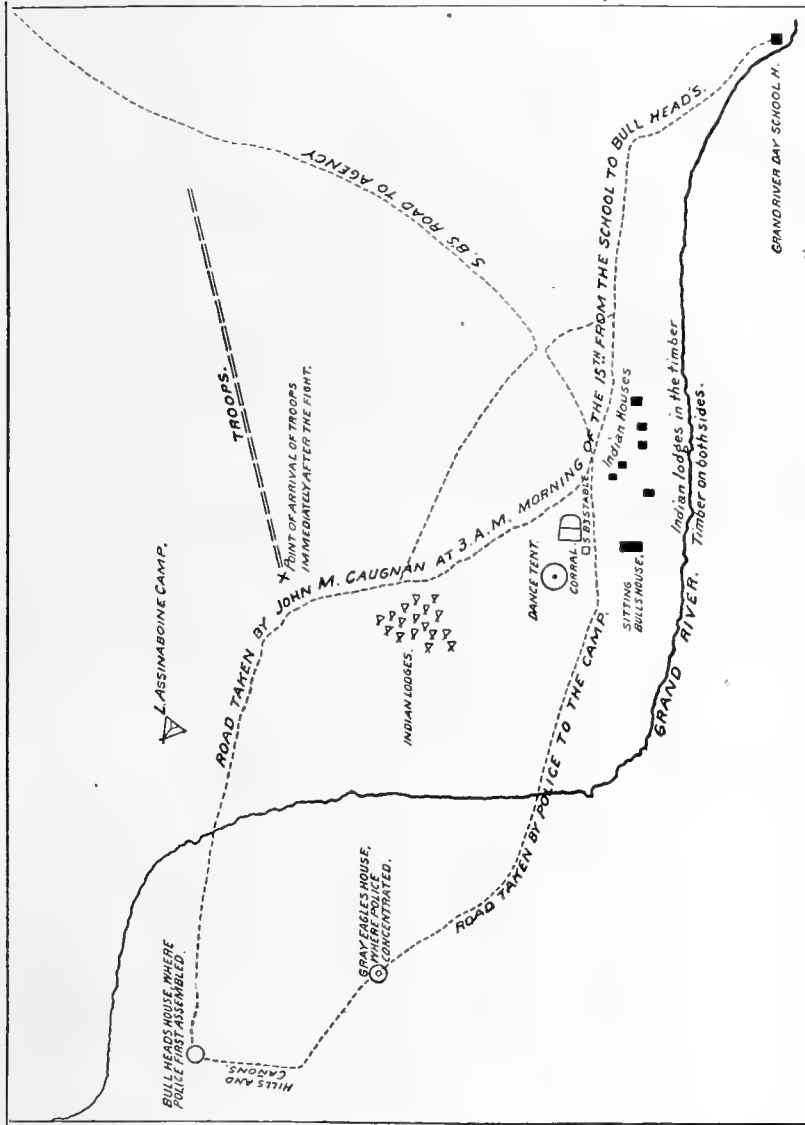 BULL HEADS HOUSE, WHERE
POLICE FIRST ASSEMBLED.
HILLS AND
CAÑONS.
GRAY EAGLES HOUSE,
WHERE POLICE
CONCENTRATED.
ROAD TAKEN BY POLICE TO THE CAMP.
L. ASSINABOINE CAMP.
ROAD TAKEN BY JOHN M. CAUGNAN AT 3 A.M. MORNING OF THE 15TH FROM THE SCHOOL TO BULL HEAD'S.
TROOPS.
X POINT OF ARRIVAL OF TROOPS
IMMEDIATELY AFTER THE FIGHT.
S. B'S ROAD TO AGENCY
INDIAN LODGES.
DANCE TENT.
CORRAL.
S B'S STABLE
SITTING
BULLS HOUSE.
Indian Houses
Indian lodges in the timber
Timber on both sides.
GRAND RIVER.
GRAND RIVER DAY SCHOOL H.